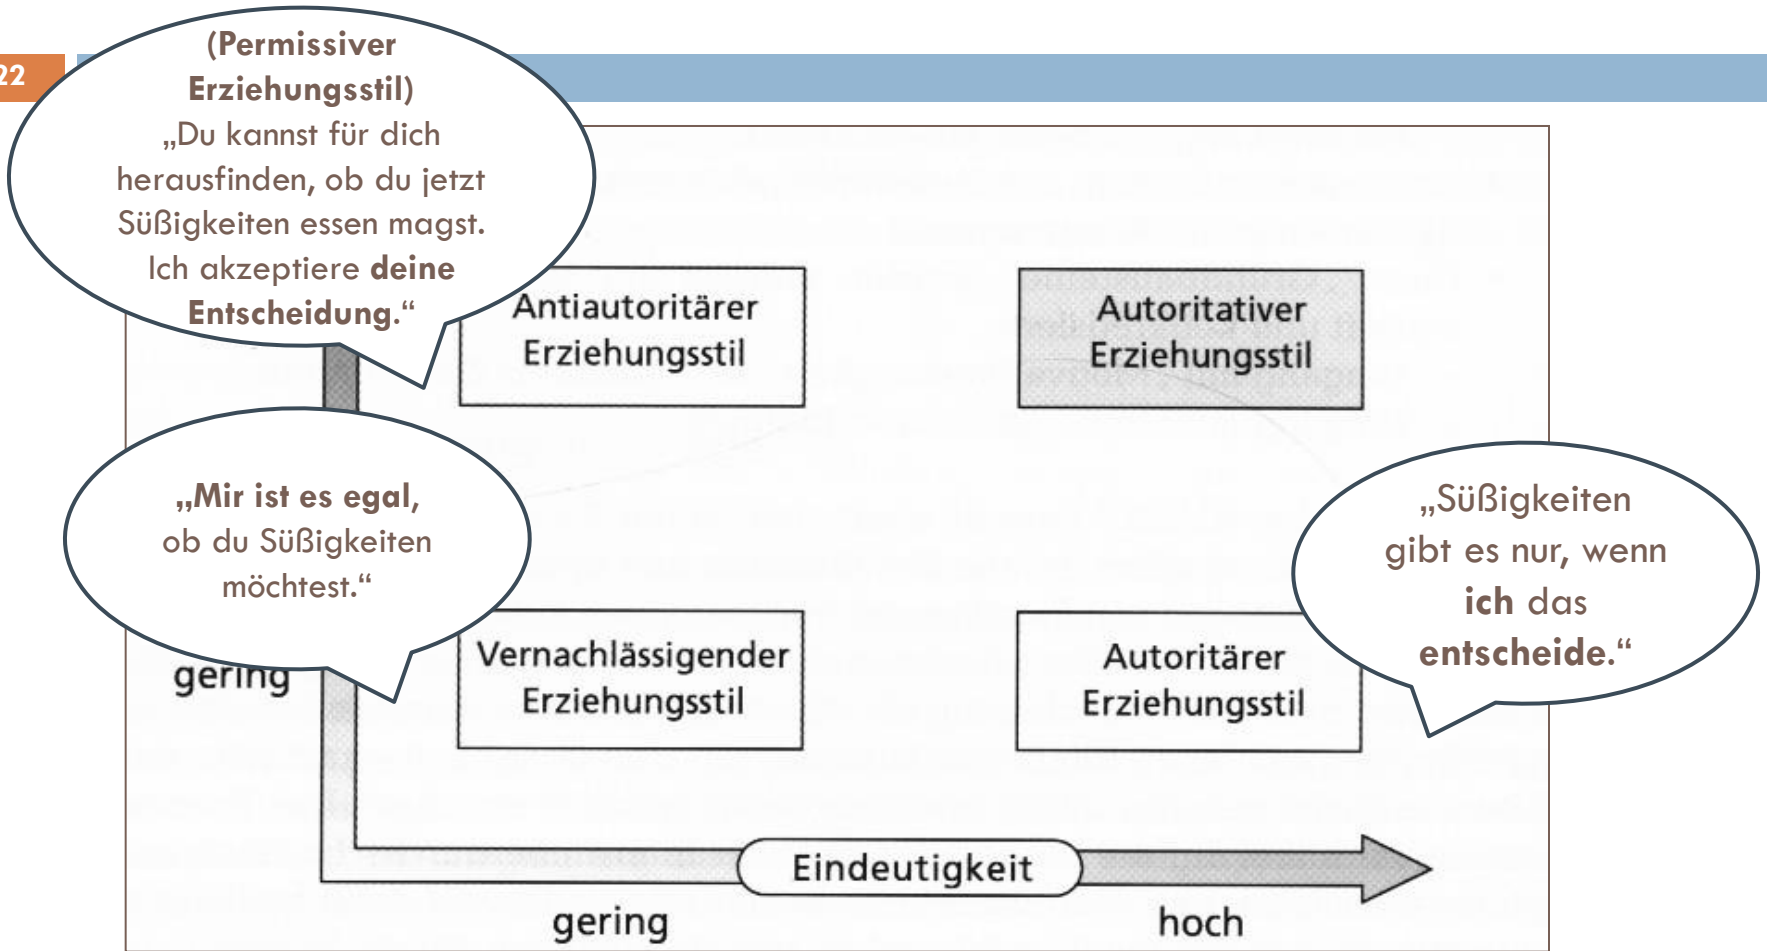 22
(Permissiver
Erziehungsstil)
„Du kannst für dich
herausfinden, ob du jetzt
Süßigkeiten essen magst.
Ich akzeptiere deine
Entscheidung.“
Antiautoritärer
Erziehungsstil
Autoritativer
Erziehungsstil
„Mir ist es egal,
ob du Süßigkeiten
möchtest.“
„Süßigkeiten
gibt es nur, wenn
ich das
entscheide.“
gering
Vernachlässigender
Erziehungsstil
Autoritärer
Erziehungsstil
Eindeutigkeit
gering
hoch